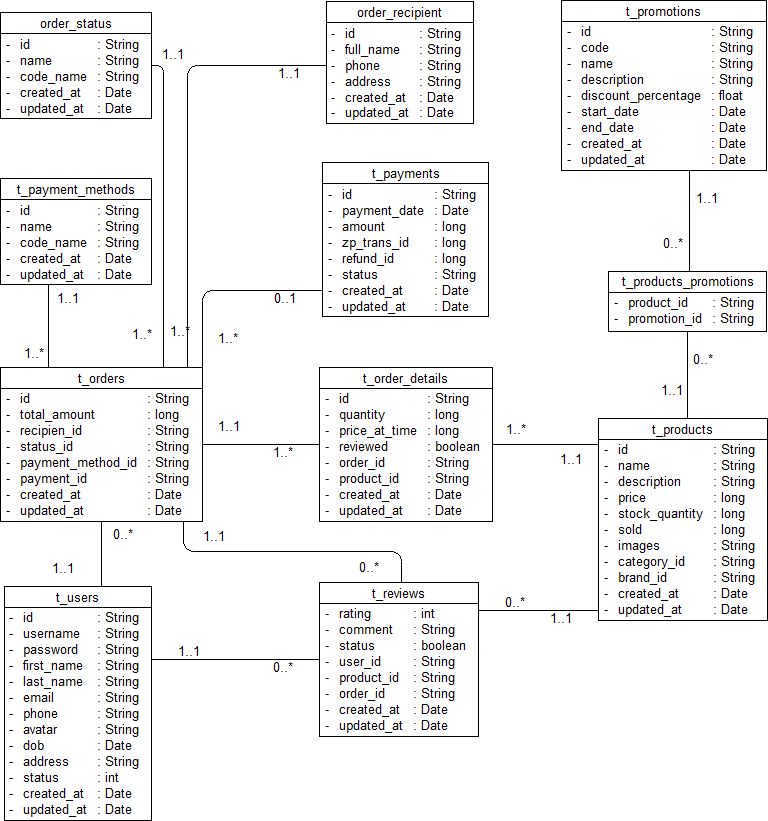 order_status
- id : String
- name : String
- code_name : String
- created_at : Date
- updated_at : Date
1..1
1..*
order_recipient
- id : String
- full_name : String
- phone : String
- address : String
- created_at : Date
- updated_at : Date
1..1
1..*
t_promotions
- id : String
- code : String
- name : String
- description : String
- discount_percentage : float
- start_date : Date
- end_date : Date
- created_at : Date
- updated_at : Date
1..1
0..*
t_payment_methods
- id : String
- name : String
- code_name : String
- created_at : Date
- updated_at : Date
1..1
1..*
t_payments
- id : String
- payment_date : Date
- amount : long
- zp_trans_id : long
- refund_id : long
- status : String
- created_at : Date
- updated_at : Date
0..1
1..*
t_products_promotions
- product_id : String
- promotion_id : String
0..*
1..1
t_orders
- id : String
- total_amount : long
- recipien_id : String
- status_id : String
- payment_method_id : String
- payment_id : String
- created_at : Date
- updated_at : Date
1..1
1..*
t_order_details
- id : String
- quantity : long
- price_at_time : long
- reviewed : boolean
- order_id : String
- product_id : String
- created_at : Date
- updated_at : Date
1..*
1..1
t_products
- id : String
- name : String
- description : String
- price : long
- stock_quantity : long
- sold : long
- images : String
- category_id : String
- brand_id : String
- created_at : Date
- updated_at : Date
0..*
1..1
1..1
0..*
t_users
- id : String
- username : String
- password : String
- first_name : String
- last_name : String
- email : String
- phone : String
- avatar : String
- dob : Date
- address : String
- status : int
- created_at : Date
- updated_at : Date
1..1
0..*
t_reviews
- rating : int
- comment : String
- status : boolean
- user_id : String
- product_id : String
- order_id : String
- created_at : Date
- updated_at : Date
0..*
1..1